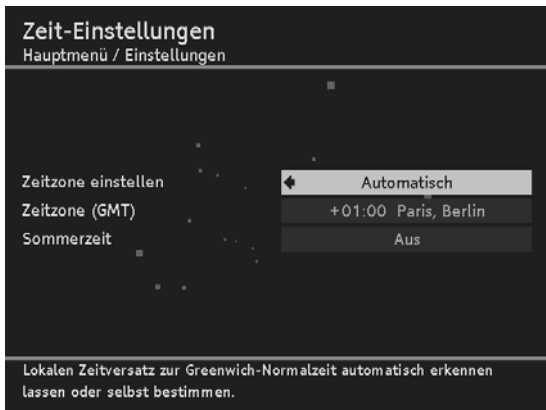 Zeit-Einstellungen
Hauptmenü / Einstellungen
Zeitzone einstellen
Automatisch
Zeitzone (GMT)
+01:00 Paris, Berlin
Sommerzeit
Aus
Lokalen Zeitversatz zur Greenwich-Normalzeit automatisch erkennen
lassen oder selbst bestimmen.